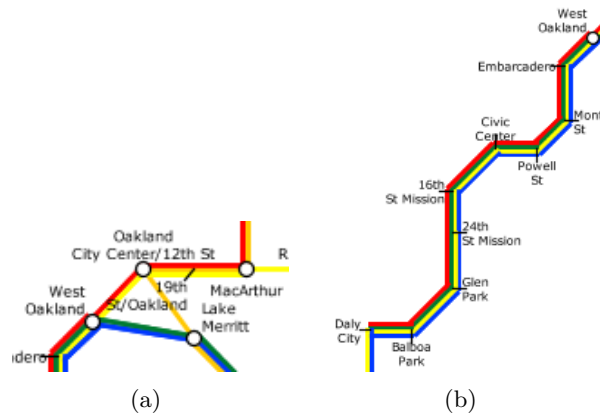 Oakland
City Center/12th St
R
19th
St/Oakland
MacArthur
West
Oakland
Lake
Merritt
adero
(a)
West
Oakland
Embarcadero
Mont
St
Civic
Center
Powell
St
16th
St Mission
24th
St Mission
Glen
Park
Daly
City
Balboa
Park
(b)